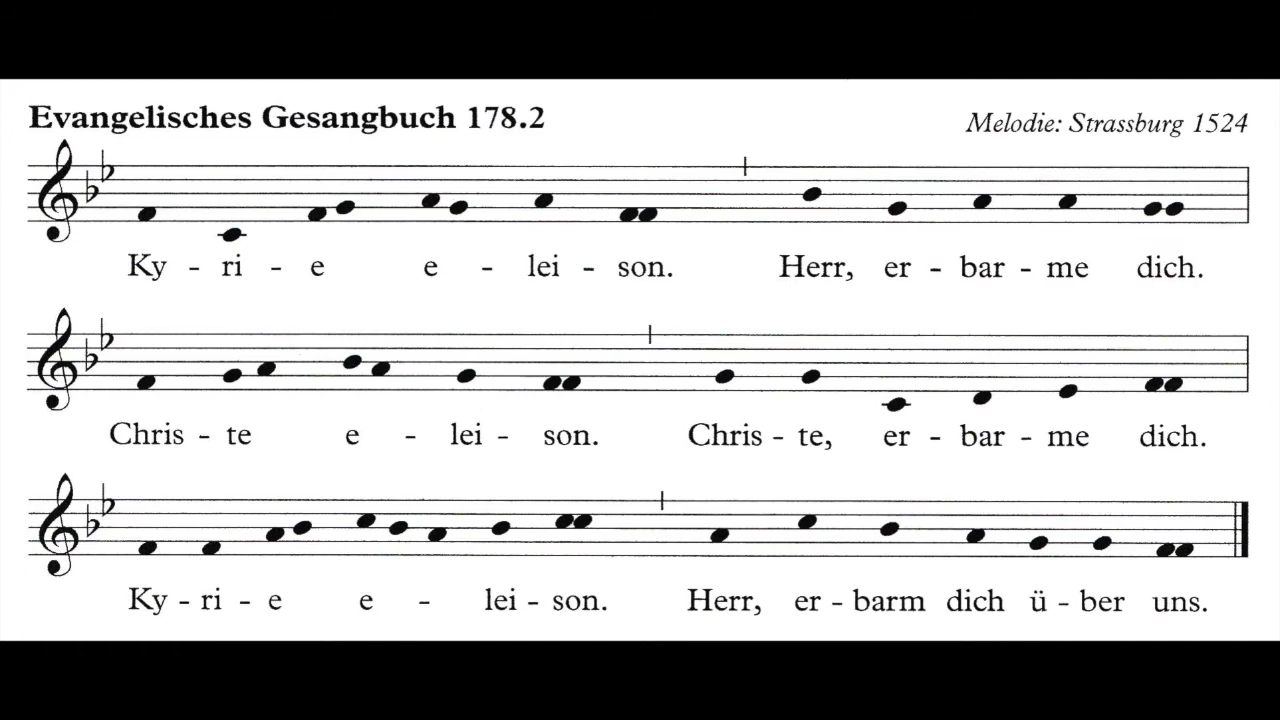 Evangelisches Gesangbuch 178.2
Melodie: Strassburg 1524
Ky - ri - e e - lei - son. Herr, er - bar - me dich.
Chris - te e - lei - son. Chris - te, er - bar - me dich.
Ky - ri - e e - lei - son. Herr, er - barm dich ü - ber uns.